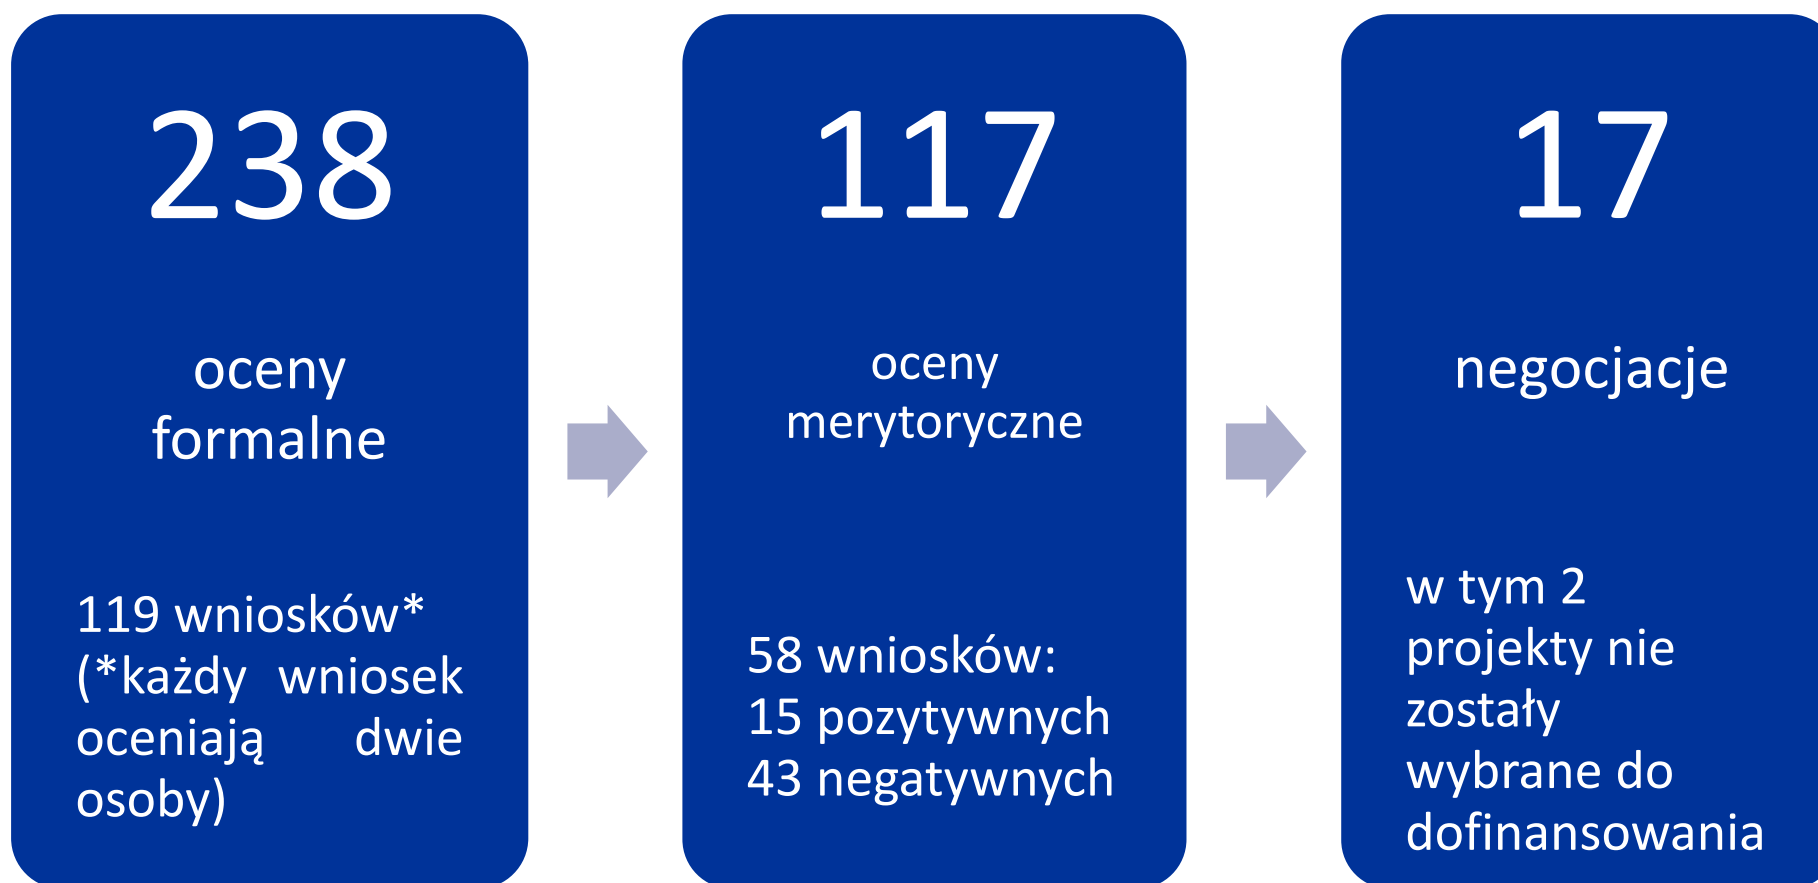 238
oceny
formalne
119 wniosków*
(*każdy wniosek
oceniają dwie
osoby)
117
oceny
merytoryczne
58 wniosków:
15 pozytywnych
43 negatywnych
17
negocjacje
w tym 2
projekty nie
zostały
wybrane do
dofinansowania